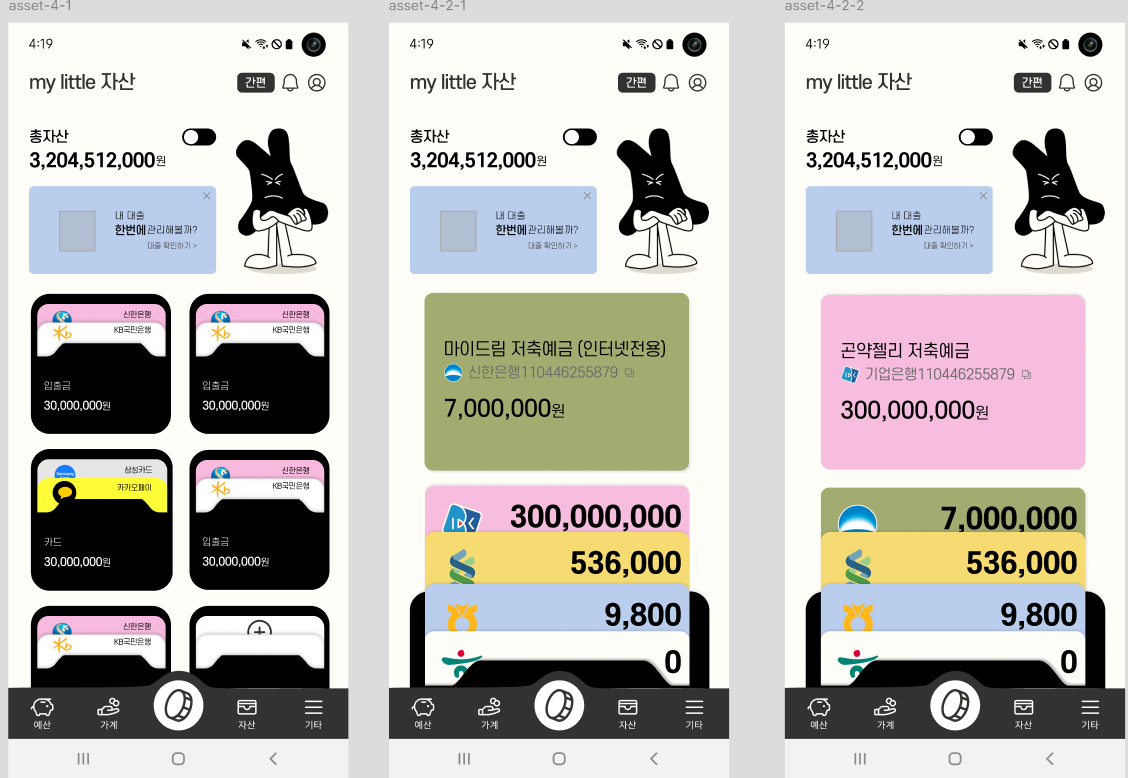 asset-4-1
4:19
my little 자산
간편
총자산
3,204,512,000원
내 대출
한번에 관리해볼까?
대출 확인하기 >
신한은행
KB국민은행
입출금
30,000,000원
신한은행
KB국민은행
입출금
30,000,000원
Samsung
삼성카드
카카오페이
카드
30,000,000원
신한은행
KB국민은행
입출금
30,000,000원
신한은행
KB국민은행
예산
가계
자산
기타
asset-4-2-1
4:19
my little 자산
간편
총자산
3,204,512,000원
내 대출
한번에 관리해볼까?
대출 확인하기 >
마이드림 저축예금 (인터넷전용)
신한은행110446255879
7,000,000원
300,000,000
536,000
9,800
0
예산
가계
자산
기타
asset-4-2-2
4:19
my little 자산
간편
총자산
3,204,512,000원
내 대출
한번에 관리해볼까?
대출 확인하기 >
곤약젤리 저축예금
기업은행110446255879
300,000,000원
7,000,000
536,000
9,800
0
예산
가계
자산
기타